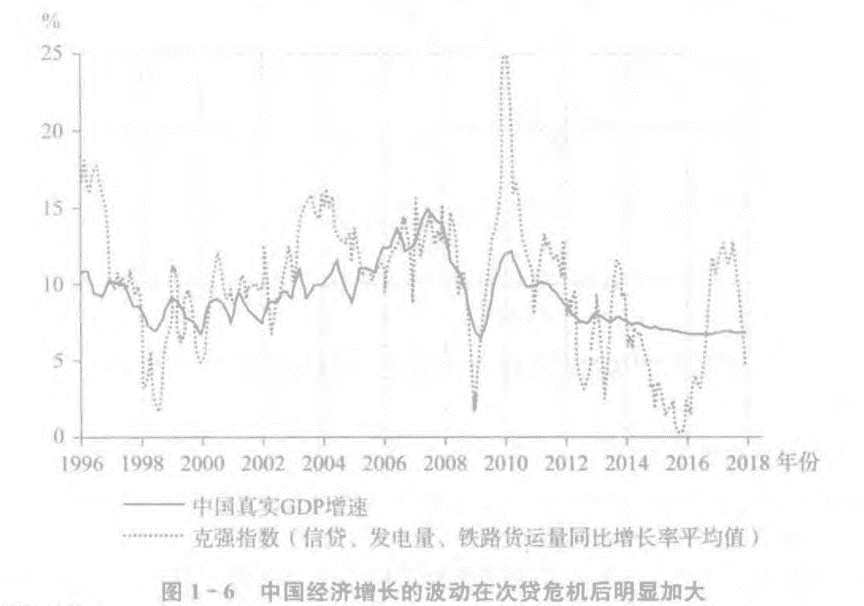 %
25
20
15
10
5
0
1996 1998 2000 2002 2004 2006 2008 2010 2012 2014 2016 2018 年份
中国真实GDP增速
克强指数（信贷、发电量、铁路货运量同比增长率平均值）
图1-6 中国经济增长的波动在次贷危机后明显加大